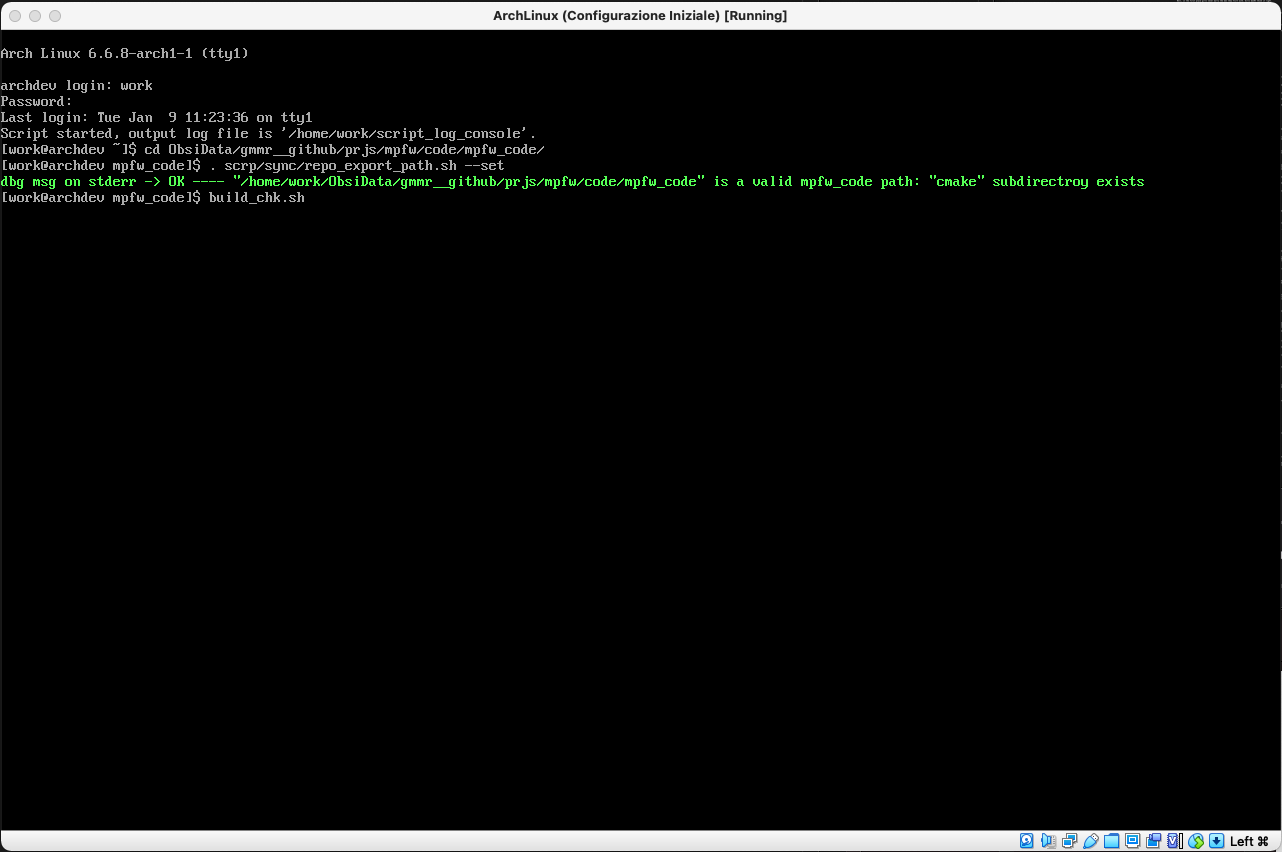 ArchLinux (Configurazione Iniziale) [Running]
Arch Linux 6.6.8-arch1-1 (tty1)
archdev login: work
Password:
Last login: Tue Jan  9 11:23:36 on tty1
Script started, output log file is '/home/work/script_log_console'.
[work@archdev ~]$ cd ObsiData/gmmr__github/prjs/mpfw/code/mpfw_code/
[work@archdev mpfw_code]$ . scrp/sync/repo_export_path.sh --set
dbg msg on stderr -> OK ---- "/home/work/ObsiData/gmmr__github/prjs/mpfw/code/mpfw_code" is a valid mpfw_code path: "cmake" subdirectroy exists
[work@archdev mpfw_code]$ build_chk.sh
Left ⌘